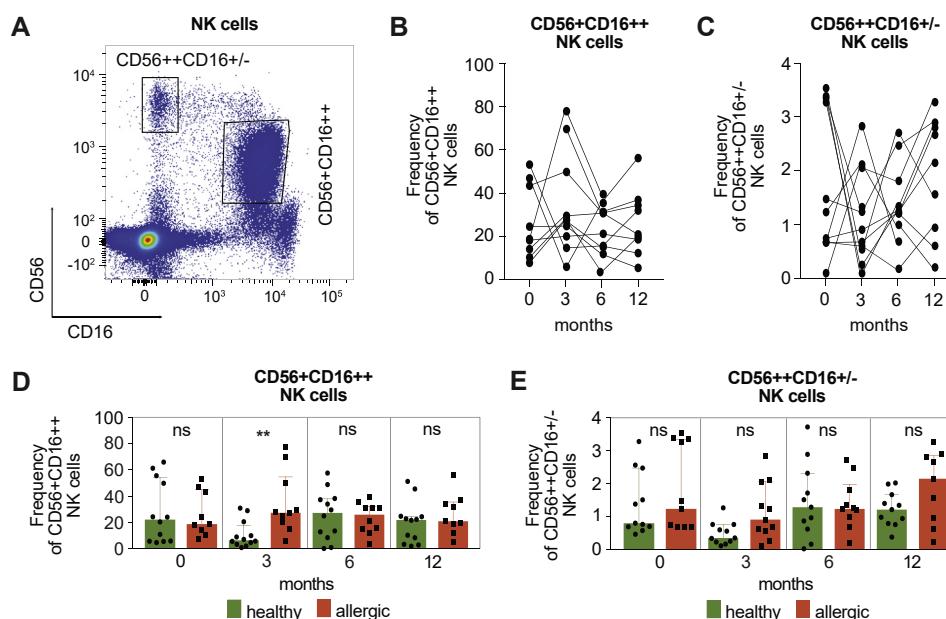 A
NK cells
CD56++CD16+/-
CD56+CD16++
10⁴
10³
10²
0
-10²
0
10³
10⁴
10⁵
CD56
CD16
B
CD56+CD16++
NK cells
Frequency
of CD56+CD16++
NK cells
100
80
60
40
20
0
0 3 6 12
months
C
CD56++CD16+/-
NK cells
Frequency
of CD56++CD16+/-
NK cells
4
3
2
1
0
0 3 6 12
months
D
CD56+CD16++
NK cells
Frequency
of CD56+CD16++
NK cells
100
80
60
40
20
0
ns ** ns ns
0 3 6 12
months
healthy allergic
E
CD56++CD16+/-
NK cells
Frequency
of CD56++CD16+/-
NK cells
4
3
2
1
0
ns ns ns ns
0 3 6 12
months
healthy allergic